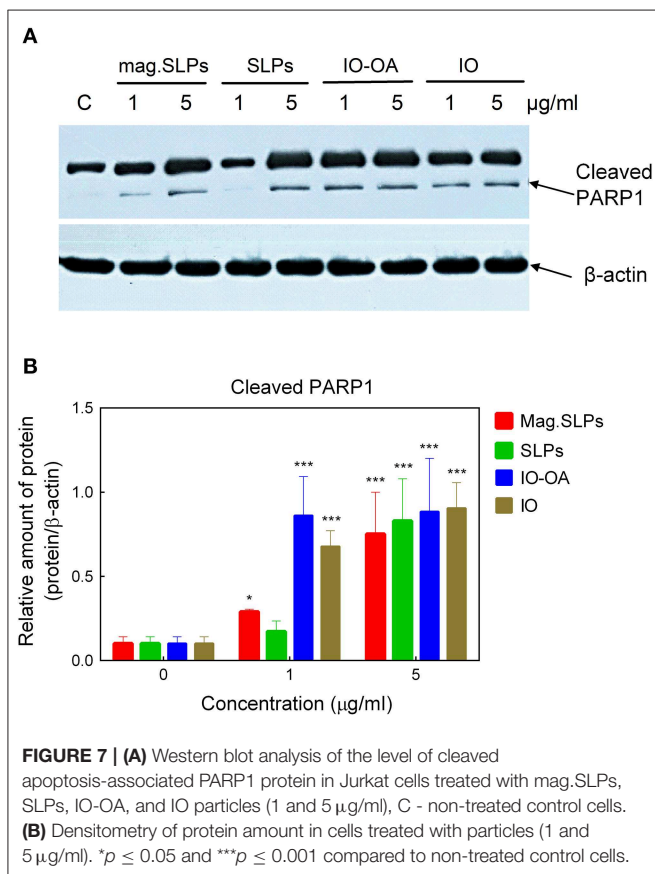 A
mag.SLPs SLPs IO-OA IO
C 1 5 1 5 1 5 1 5 µg/ml
Cleaved
PARP1
β-actin
B
Cleaved PARP1
Relative amount of protein
(protein/β-actin)
1.5
1.0
0.5
0.0
* *** *** *** *** *** ***
0 1 5
Concentration (µg/ml)
Mag.SLPs
SLPs
IO-OA
IO
FIGURE 7 | (A) Western blot analysis of the level of cleaved
apoptosis-associated PARP1 protein in Jurkat cells treated with mag.SLPs,
SLPs, IO-OA, and IO particles (1 and 5 µg/ml), C - non-treated control cells.
(B) Densitometry of protein amount in cells treated with particles (1 and
5 µg/ml). *p ≤ 0.05 and ***p ≤ 0.001 compared to non-treated control cells.